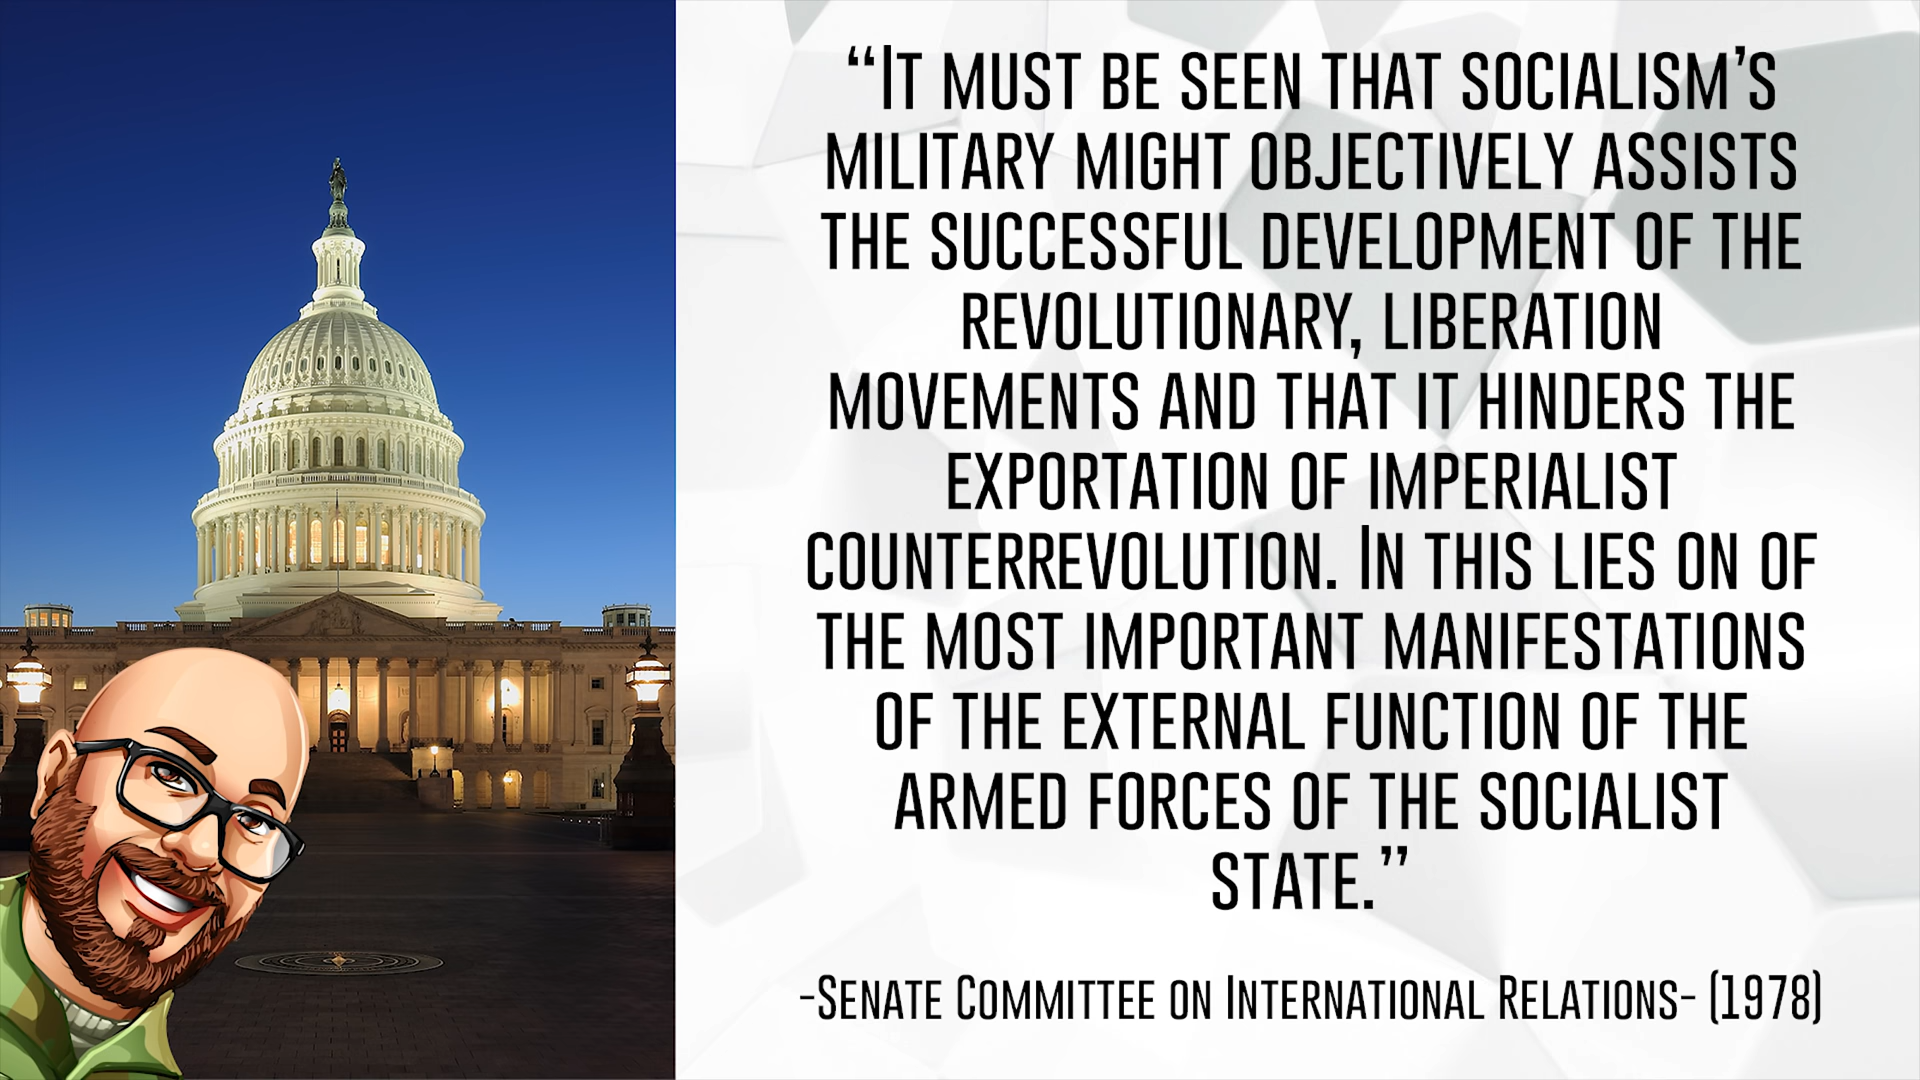 “It must be seen that socialism’s
military might objectively assists
the successful development of the
revolutionary, liberation
movements and that it hinders the
exportation of imperialist
counterrevolution. In this lies on of
the most important manifestations
of the external function of the
armed forces of the socialist
state.”
-Senate Committee on International Relations- (1978)